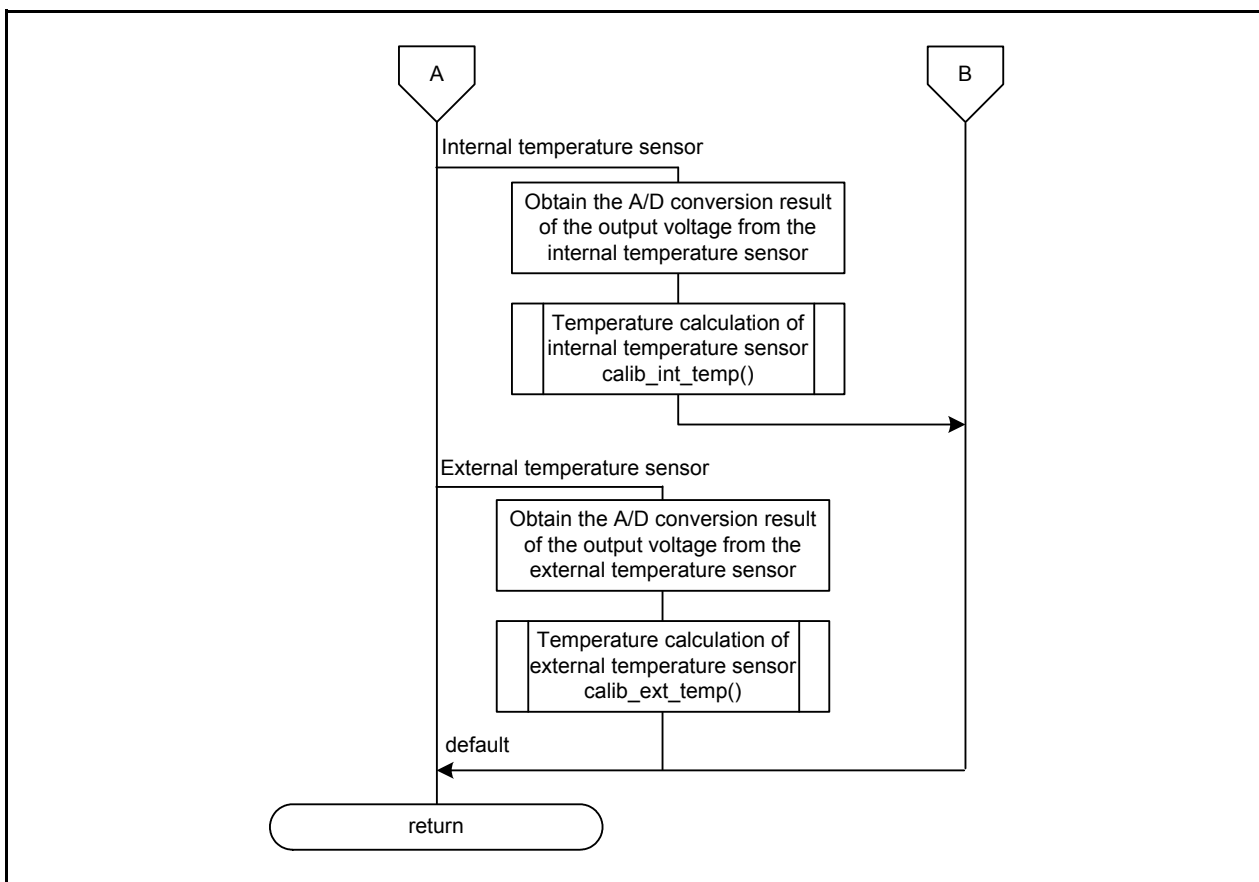 A
B
Internal temperature sensor
Obtain the A/D conversion result
of the output voltage from the
internal temperature sensor
Temperature calculation of
internal temperature sensor
calib_int_temp()
External temperature sensor
Obtain the A/D conversion result
of the output voltage from the
external temperature sensor
Temperature calculation of
external temperature sensor
calib_ext_temp()
default
return